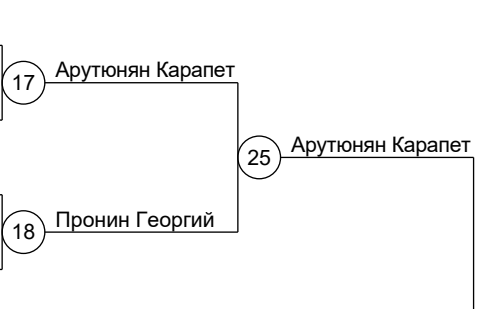 17 Арутюнян Карапет
25 Арутюнян Карапет
18 Пронин Георгий